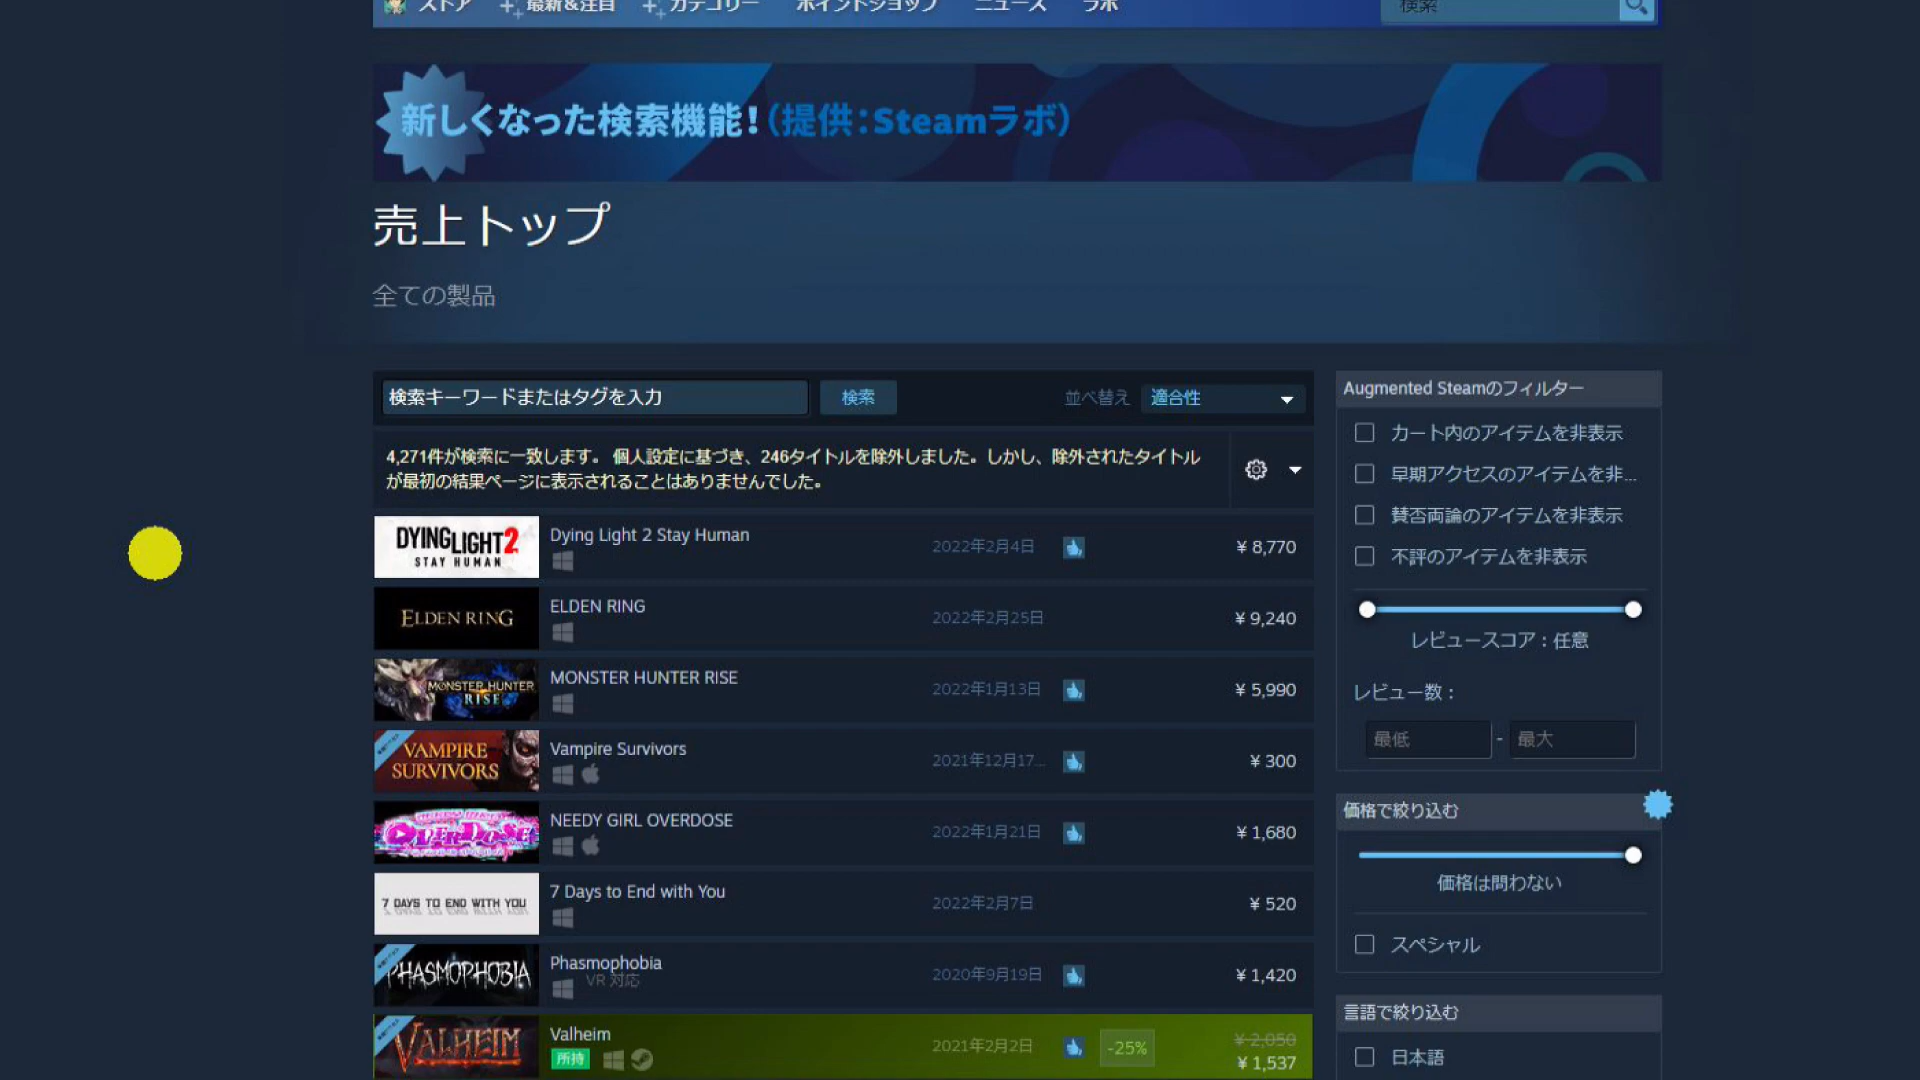 ストア 最新&注目 カテゴリー ポイントショップ ニュース ラボ 検索
新しくなった検索機能!(提供:Steamラボ)
売上トップ
全ての製品
検索キーワードまたはタグを入力 検索 並べ替え 適合性
4,271件が検索に一致します。 個人設定に基づき、246タイトルを除外しました。しかし、除外されたタイトル
が最初の結果ページに表示されることはありませんでした。
DYING LIGHT 2 STAY HUMAN
Dying Light 2 Stay Human 2022年2月4日 ¥ 8,770
ELDEN RING
ELDEN RING 2022年2月25日 ¥ 9,240
MONSTER HUNTER RISE
MONSTER HUNTER RISE 2022年1月13日 ¥ 5,990
VAMPIRE SURVIVORS
Vampire Survivors 2021年12月17... ¥ 300
OVERDOSE
NEEDY GIRL OVERDOSE 2022年1月21日 ¥ 1,680
7 DAYS TO END WITH YOU
7 Days to End with You 2022年2月7日 ¥ 520
PHASMOPHOBIA
Phasmophobia 2020年9月19日 ¥ 1,420
VR 対応
VALHEIM
Valheim 2021年2月2日 -25% ¥ 2,050
所持 ¥ 1,537
Augmented Steamのフィルター
カート内のアイテムを非表示
早期アクセスのアイテムを非...
賛否両論のアイテムを非表示
不評のアイテムを非表示
レビュースコア:任意
レビュー数:
最低 - 最大
価格で絞り込む
価格は問わない
スペシャル
言語で絞り込む
日本語